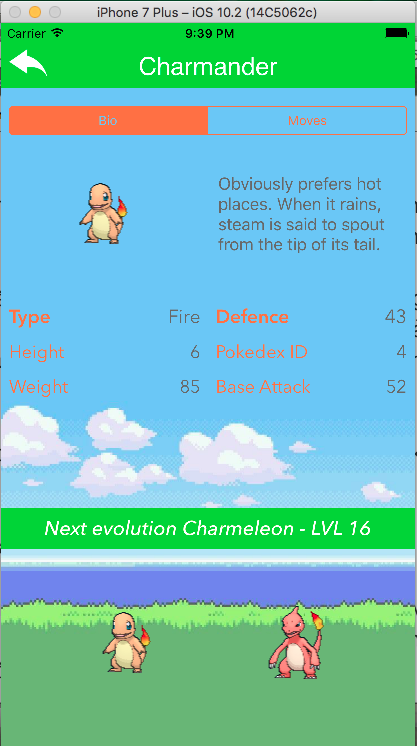 iPhone 7 Plus – iOS 10.2 (14C5062c)
Carrier 9:39 PM
Charmander
Bio Moves
Obviously prefers hot
places. When it rains,
steam is said to spout
from the tip of its tail.
Type Fire Defence 43
Height 6 Pokedex ID 4
Weight 85 Base Attack 52
Next evolution Charmeleon - LVL 16